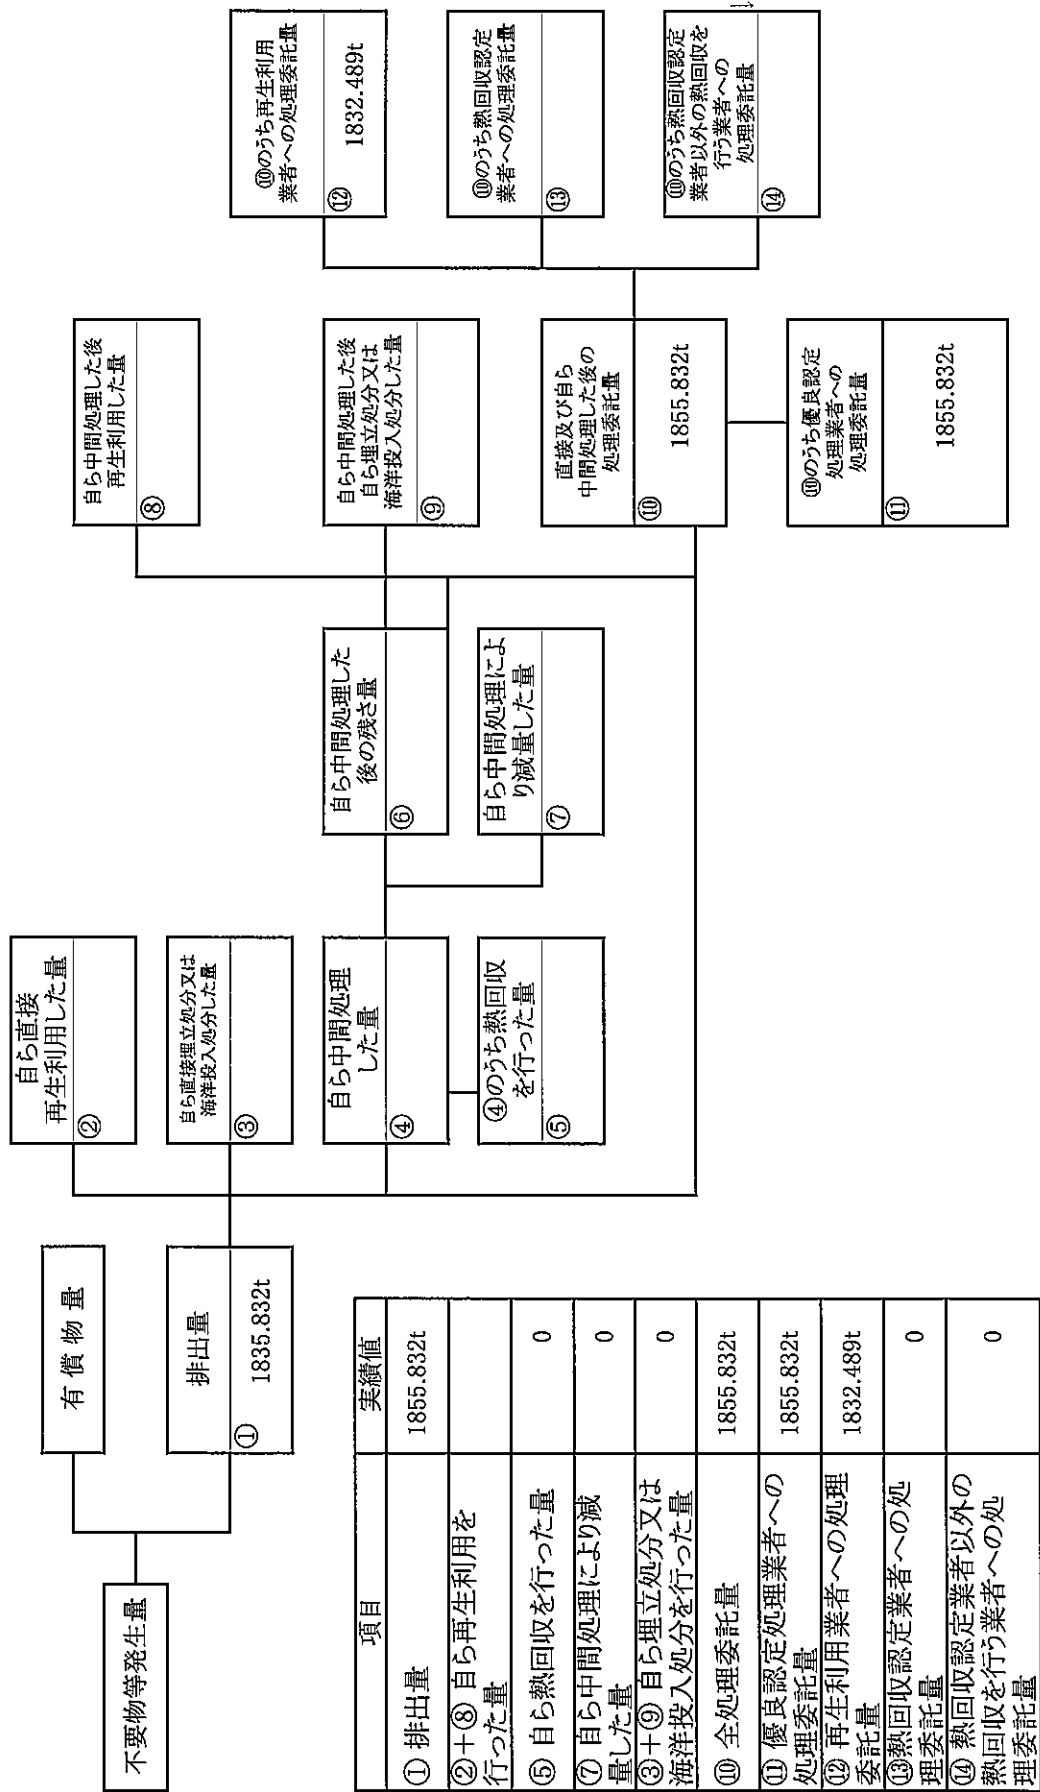 不要物等発生量
有償物量
排出量
① 1835.832t
自ら直接
再生利用した量
②
自ら直接埋立処分又は
海洋投入処分した量
③
自ら中間処理
した量
④
④のうち熱回収
を行った量
⑤
自ら中間処理した
後の残さ量
⑥
自ら中間処理によ
り減量した量
⑦
自ら中間処理した後
再生利用した量
⑧
自ら中間処理した後
自ら埋立処分又は
海洋投入処分した量
⑨
直接及び自ら
中間処理した後の
処理委託量
⑩ 1855.832t
⑩のうち優良認定
処理業者への
処理委託量
⑪ 1855.832t
⑩のうち再生利用
業者への処理委託量
⑫ 1832.489t
⑩のうち熱回収認定
業者への処理委託量
⑬
⑩のうち熱回収認定
業者以外の熱回収を
行う業者への
処理委託量
⑭
項目 実績値
① 排出量 1855.832t
②+⑧ 自ら再生利用を
行った量
⑤ 自ら熱回収を行った量 0
⑦ 自ら中間処理により減
量した量 0
③+⑨ 自ら埋立処分又は
海洋投入処分を行った量 0
⑩ 全処理委託量 1855.832t
⑪ 優良認定処理業者への
処理委託量 1855.832t
⑫ 再生利用業者への処理
委託量 1832.489t
⑬熱回収認定業者への処
理委託量 0
⑭ 熱回収認定業者以外の
熱回収を行う業者への処
理委託量 0